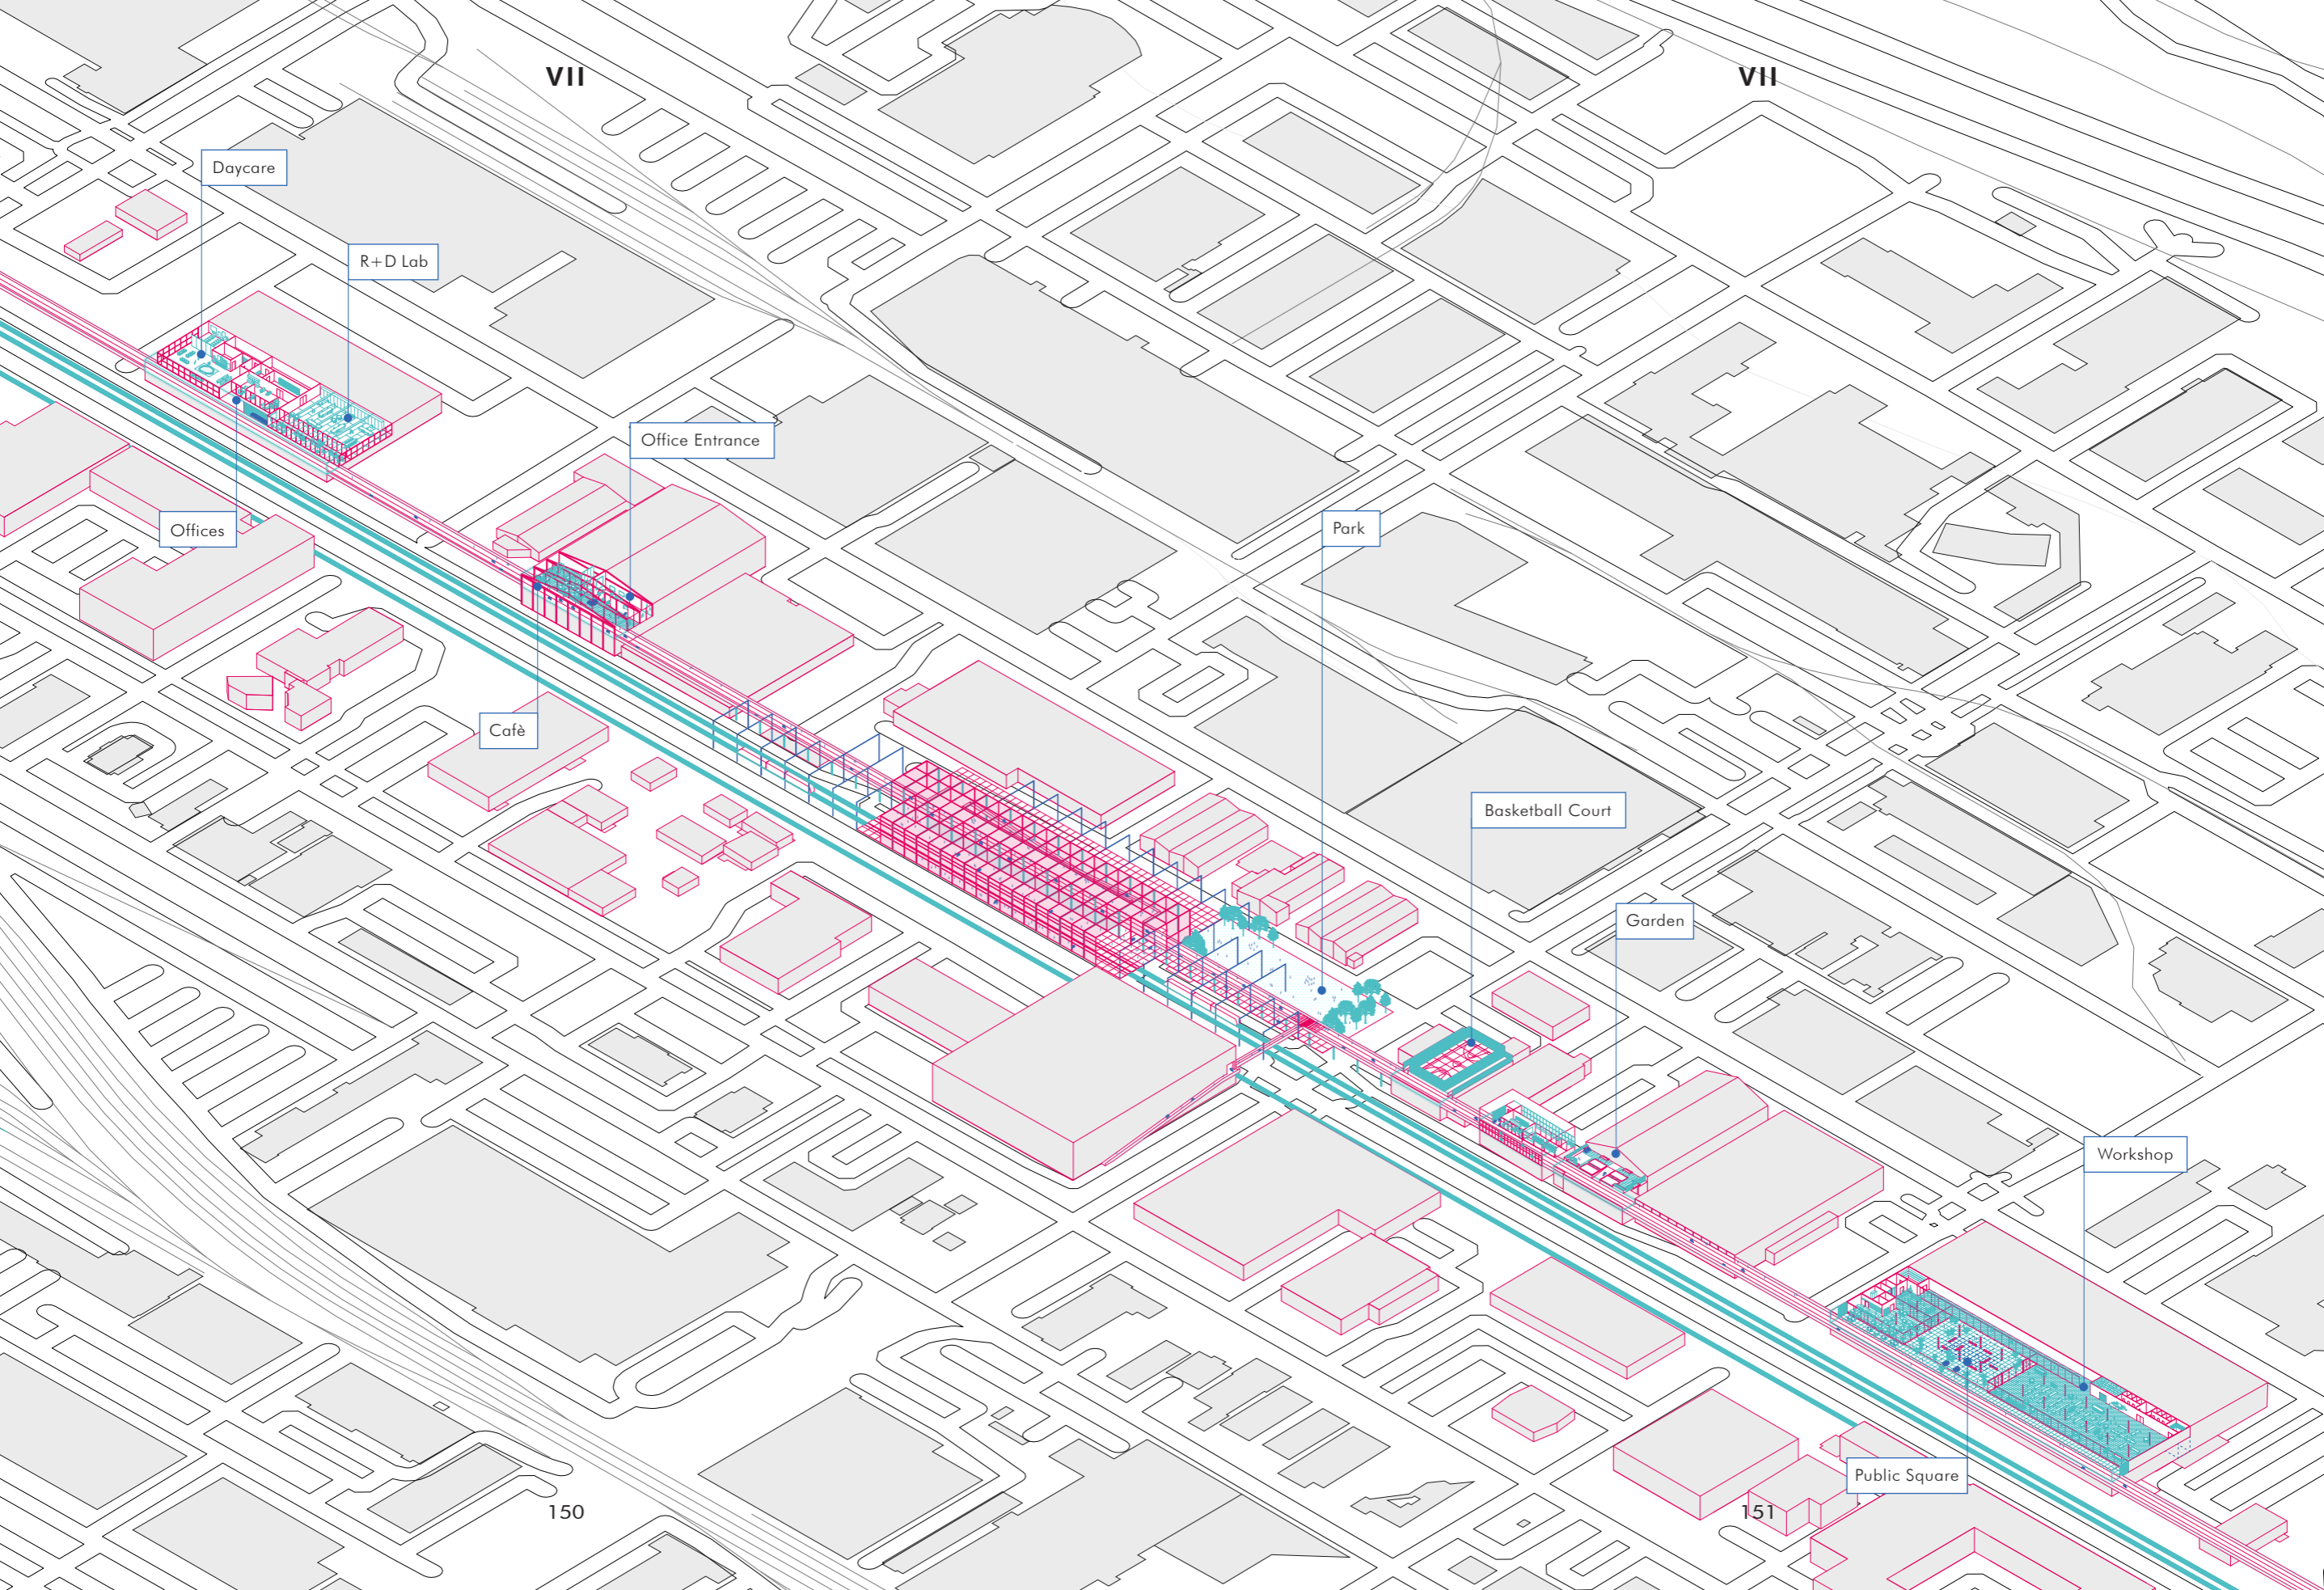 VII
VII
Daycare
R+D Lab
Office Entrance
Offices
Park
Cafè
Basketball Court
Garden
Workshop
Public Square
150
151